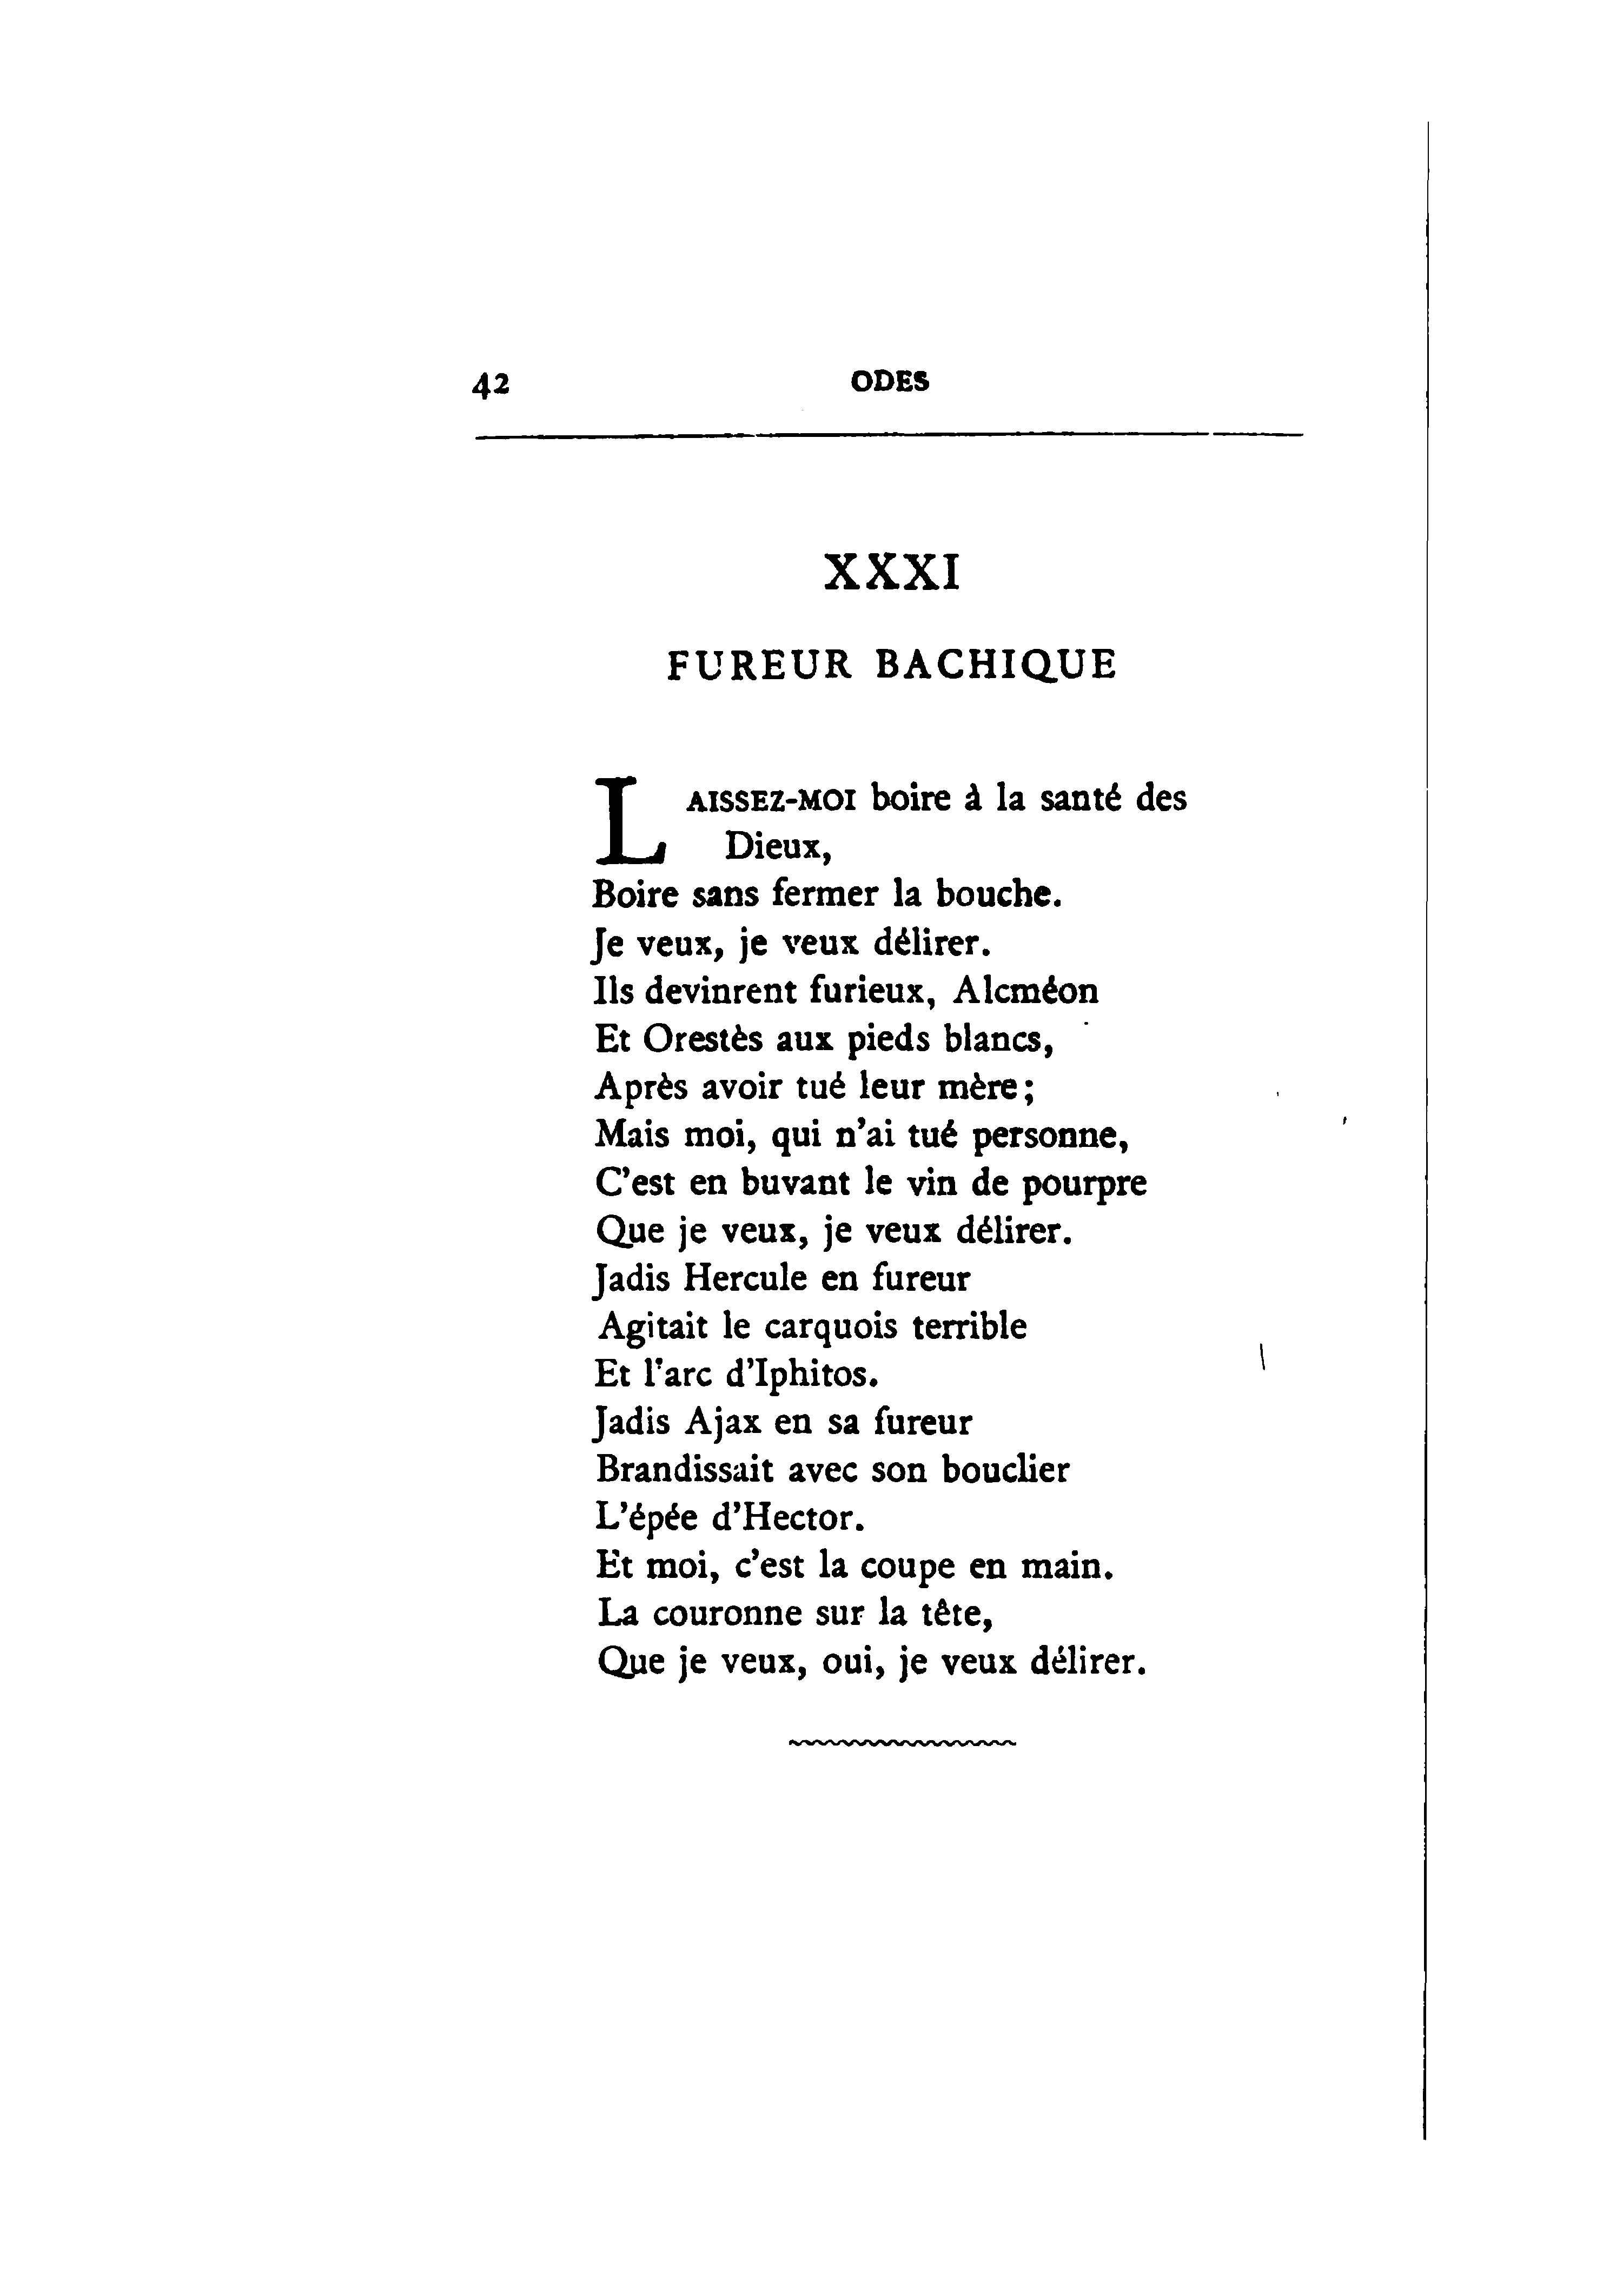 42 ODES
XXXI
FUREUR BACHIQUE
LAISSEZ-MOI boire à la santé des
Dieux,
Boire sans fermer la bouche.
Je veux, je veux délirer.
Ils devinrent furieux, Alcméon
Et Orestès aux pieds blancs,
Après avoir tué leur mère;
Mais moi, qui n'ai tué personne,
C'est en buvant le vin de pourpre
Que je veux, je veux délirer.
Jadis Hercule en fureur
Agitait le carquois terrible
Et l'arc d'Iphitos.
Jadis Ajax en sa fureur
Brandissait avec son bouclier
L'épée d'Hector.
Et moi, c'est la coupe en main.
La couronne sur la tête,
Que je veux, oui, je veux délirer.